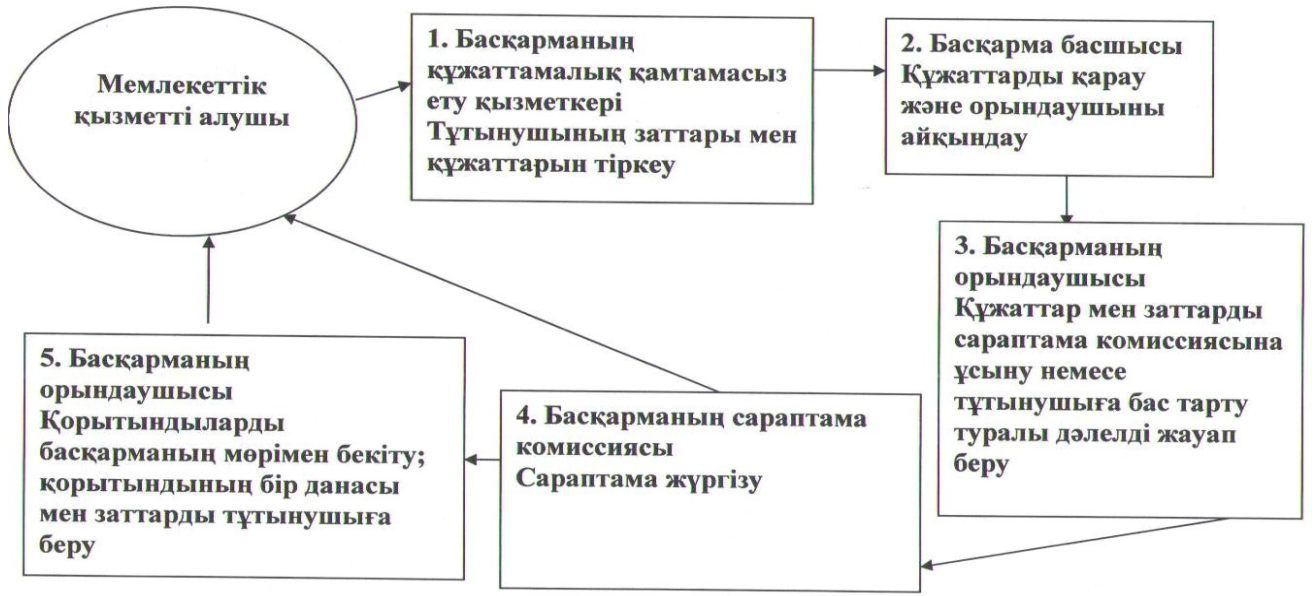 Мемлекеттік
қызметті алушы
1. Басқарманың
құжаттамалық қамтамасыз
ету қызметкері
Тұтынушының заттары мен
құжаттарын тіркеу
2. Басқарма басшысы
Құжаттарды қарау
және орындаушыны
айқындау
3. Басқарманың
орындаушысы
Құжаттар мен заттарды
сараптама комиссиясына
ұсыну немесе
тұтынушыға бас тарту
туралы дәлелді жауап
беру
4. Басқарманың сараптама
комиссиясы
Сараптама жүргізу
5. Басқарманың
орындаушысы
Қорытындыларды
басқарманың мөрімен бекіту;
қорытындының бір данасы
мен заттарды тұтынушыға
беру